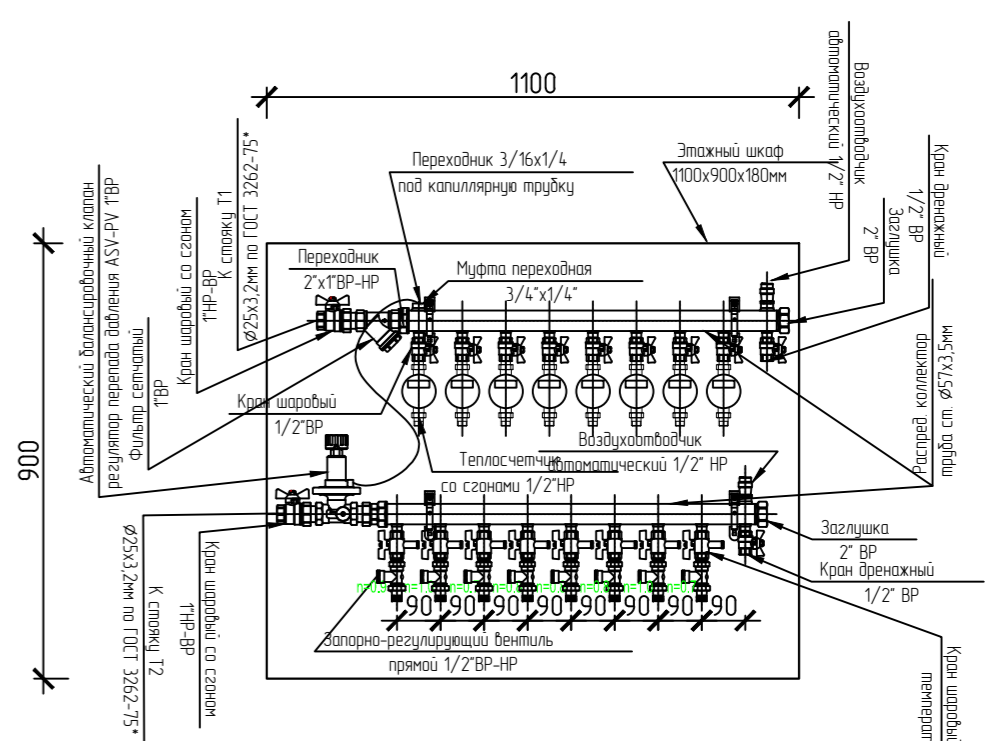 1100
900
Воздухоотводчик
автоматический 1/2" НР
Кран дренажный
1/2" ВР
Заглушка
2" ВР
Этажный шкаф
1100х900х180мм
Переходник 3/16х1/4
под капиллярную трубку
К стояку Т1
Ø25х3,2мм по ГОСТ 3262-75*
Кран шаровый со сгоном
1"НР-ВР
Автоматический балансировочный клапан
регулятор перепада давления ASV-PV 1"ВР
Фильтр сетчатый
1"ВР
Переходник
2"х1"ВР-НР
Муфта переходная
3/4"х1/4"
Кран шаровый
1/2"ВР
Теплосчетчик
со сгонами 1/2"НР
Воздухоотводчик
автоматический 1/2" НР
Распред. коллектор
труба ст. Ø57х3,5мм
Заглушка
2" ВР
Кран дренажный
1/2" ВР
90 90 90 90 90 90 90 90
Запорно-регулирующий вентиль
прямой 1/2"ВР-НР
К стояку Т2
Ø25х3,2мм по ГОСТ 3262-75*
Кран шаровый со сгоном
1"НР-ВР
Кран шаровый
температ